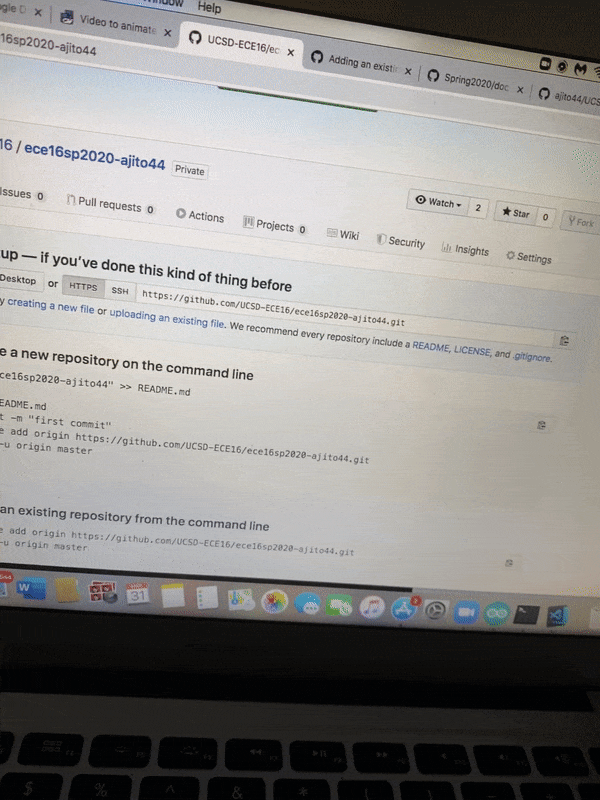 Window Help
gle D × Video to animate × UCSD-ECE16/ec × Adding an existi × Spring2020/doc × ajito44/UCS
16sp2020-ajito44
16 / ece16sp2020-ajito44 Private
Watch 2 Star 0 Fork
Issues 0 Pull requests 0 Actions Projects 0 Wiki Security Insights Settings
up — if you've done this kind of thing before
Desktop or HTTPS SSH https://github.com/UCSD-ECE16/ece16sp2020-ajito44.git
y creating a new file or uploading an existing file. We recommend every repository include a README, LICENSE, and .gitignore.
e a new repository on the command line
ce16sp2020-ajito44" >> README.md
EADME.md
t -m "first commit"
e add origin https://github.com/UCSD-ECE16/ece16sp2020-ajito44.git
-u origin master
an existing repository from the command line
e add origin https://github.com/UCSD-ECE16/ece16sp2020-ajito44.git
-u origin master
W
31
2
F7
F8
F9
$ % ^ & * (